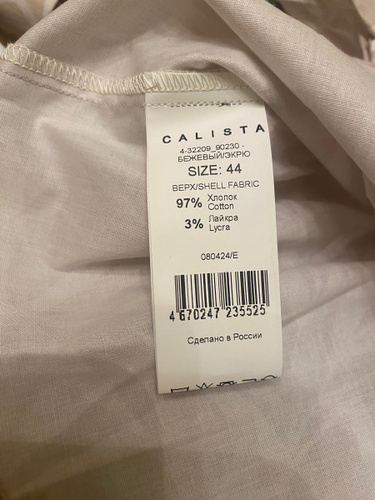 CALISTA
4-32209_90230 -
БЕЖЕВЫЙ/ЭКРЮ
SIZE: 44
ВЕРХ/SHELL FABRIC
97% Хлопок
Cotton
3% Лайкра
Lycra
080424/E
4 670247 235525
Сделано в России